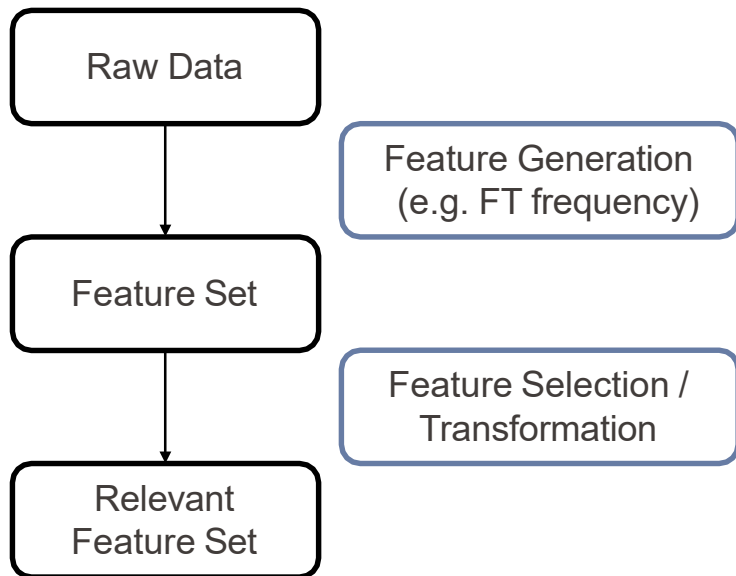 Raw Data
Feature Generation
(e.g. FT frequency)
Feature Set
Feature Selection /
Transformation
Relevant
Feature Set